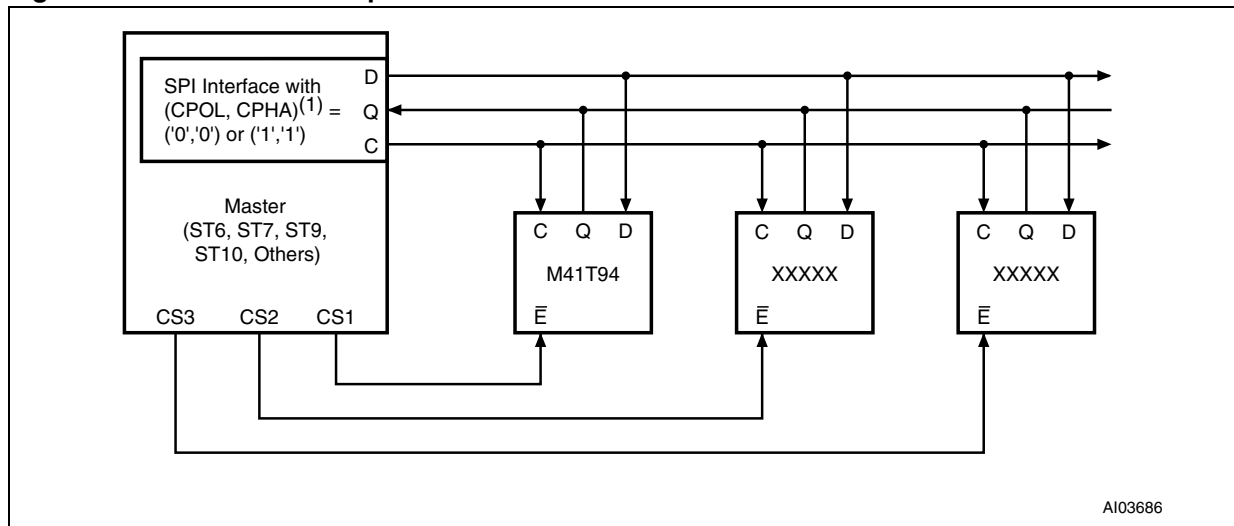 SPI Interface with
(CPOL, CPHA)(1) =
('0','0') or ('1','1')
D
Q
C
Master
(ST6, ST7, ST9,
ST10, Others)
CS3 CS2 CS1
C Q D
M41T94
E̅
C Q D
XXXXX
E̅
C Q D
XXXXX
E̅
AI03686